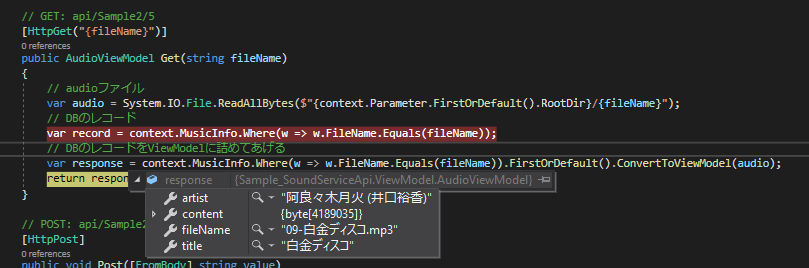 // GET: api/Sample2/5
[HttpGet("{fileName}")]
0 references
public AudioViewModel Get(string fileName)
{
// audioファイル
var audio = System.IO.File.ReadAllBytes($"{context.Parameter.FirstOrDefault().RootDir}/{fileName}");
// DBのレコード
var record = context.MusicInfo.Where(w => w.FileName.Equals(fileName));
// DBのレコードをViewModelに詰めてあげる
var response = context.MusicInfo.Where(w => w.FileName.Equals(fileName)).FirstOrDefault().ConvertToViewModel(audio);
return respon
response {Sample_SoundServiceApi.ViewModel.AudioViewModel}
}
artist "阿良々木月火 (井口裕香)"
content {byte[4189035]}
fileName "09-白金ディスコ.mp3"
title "白金ディスコ"
// POST: api/Sample2
[HttpPost]
0 references
public void Post([FromBody] string value)